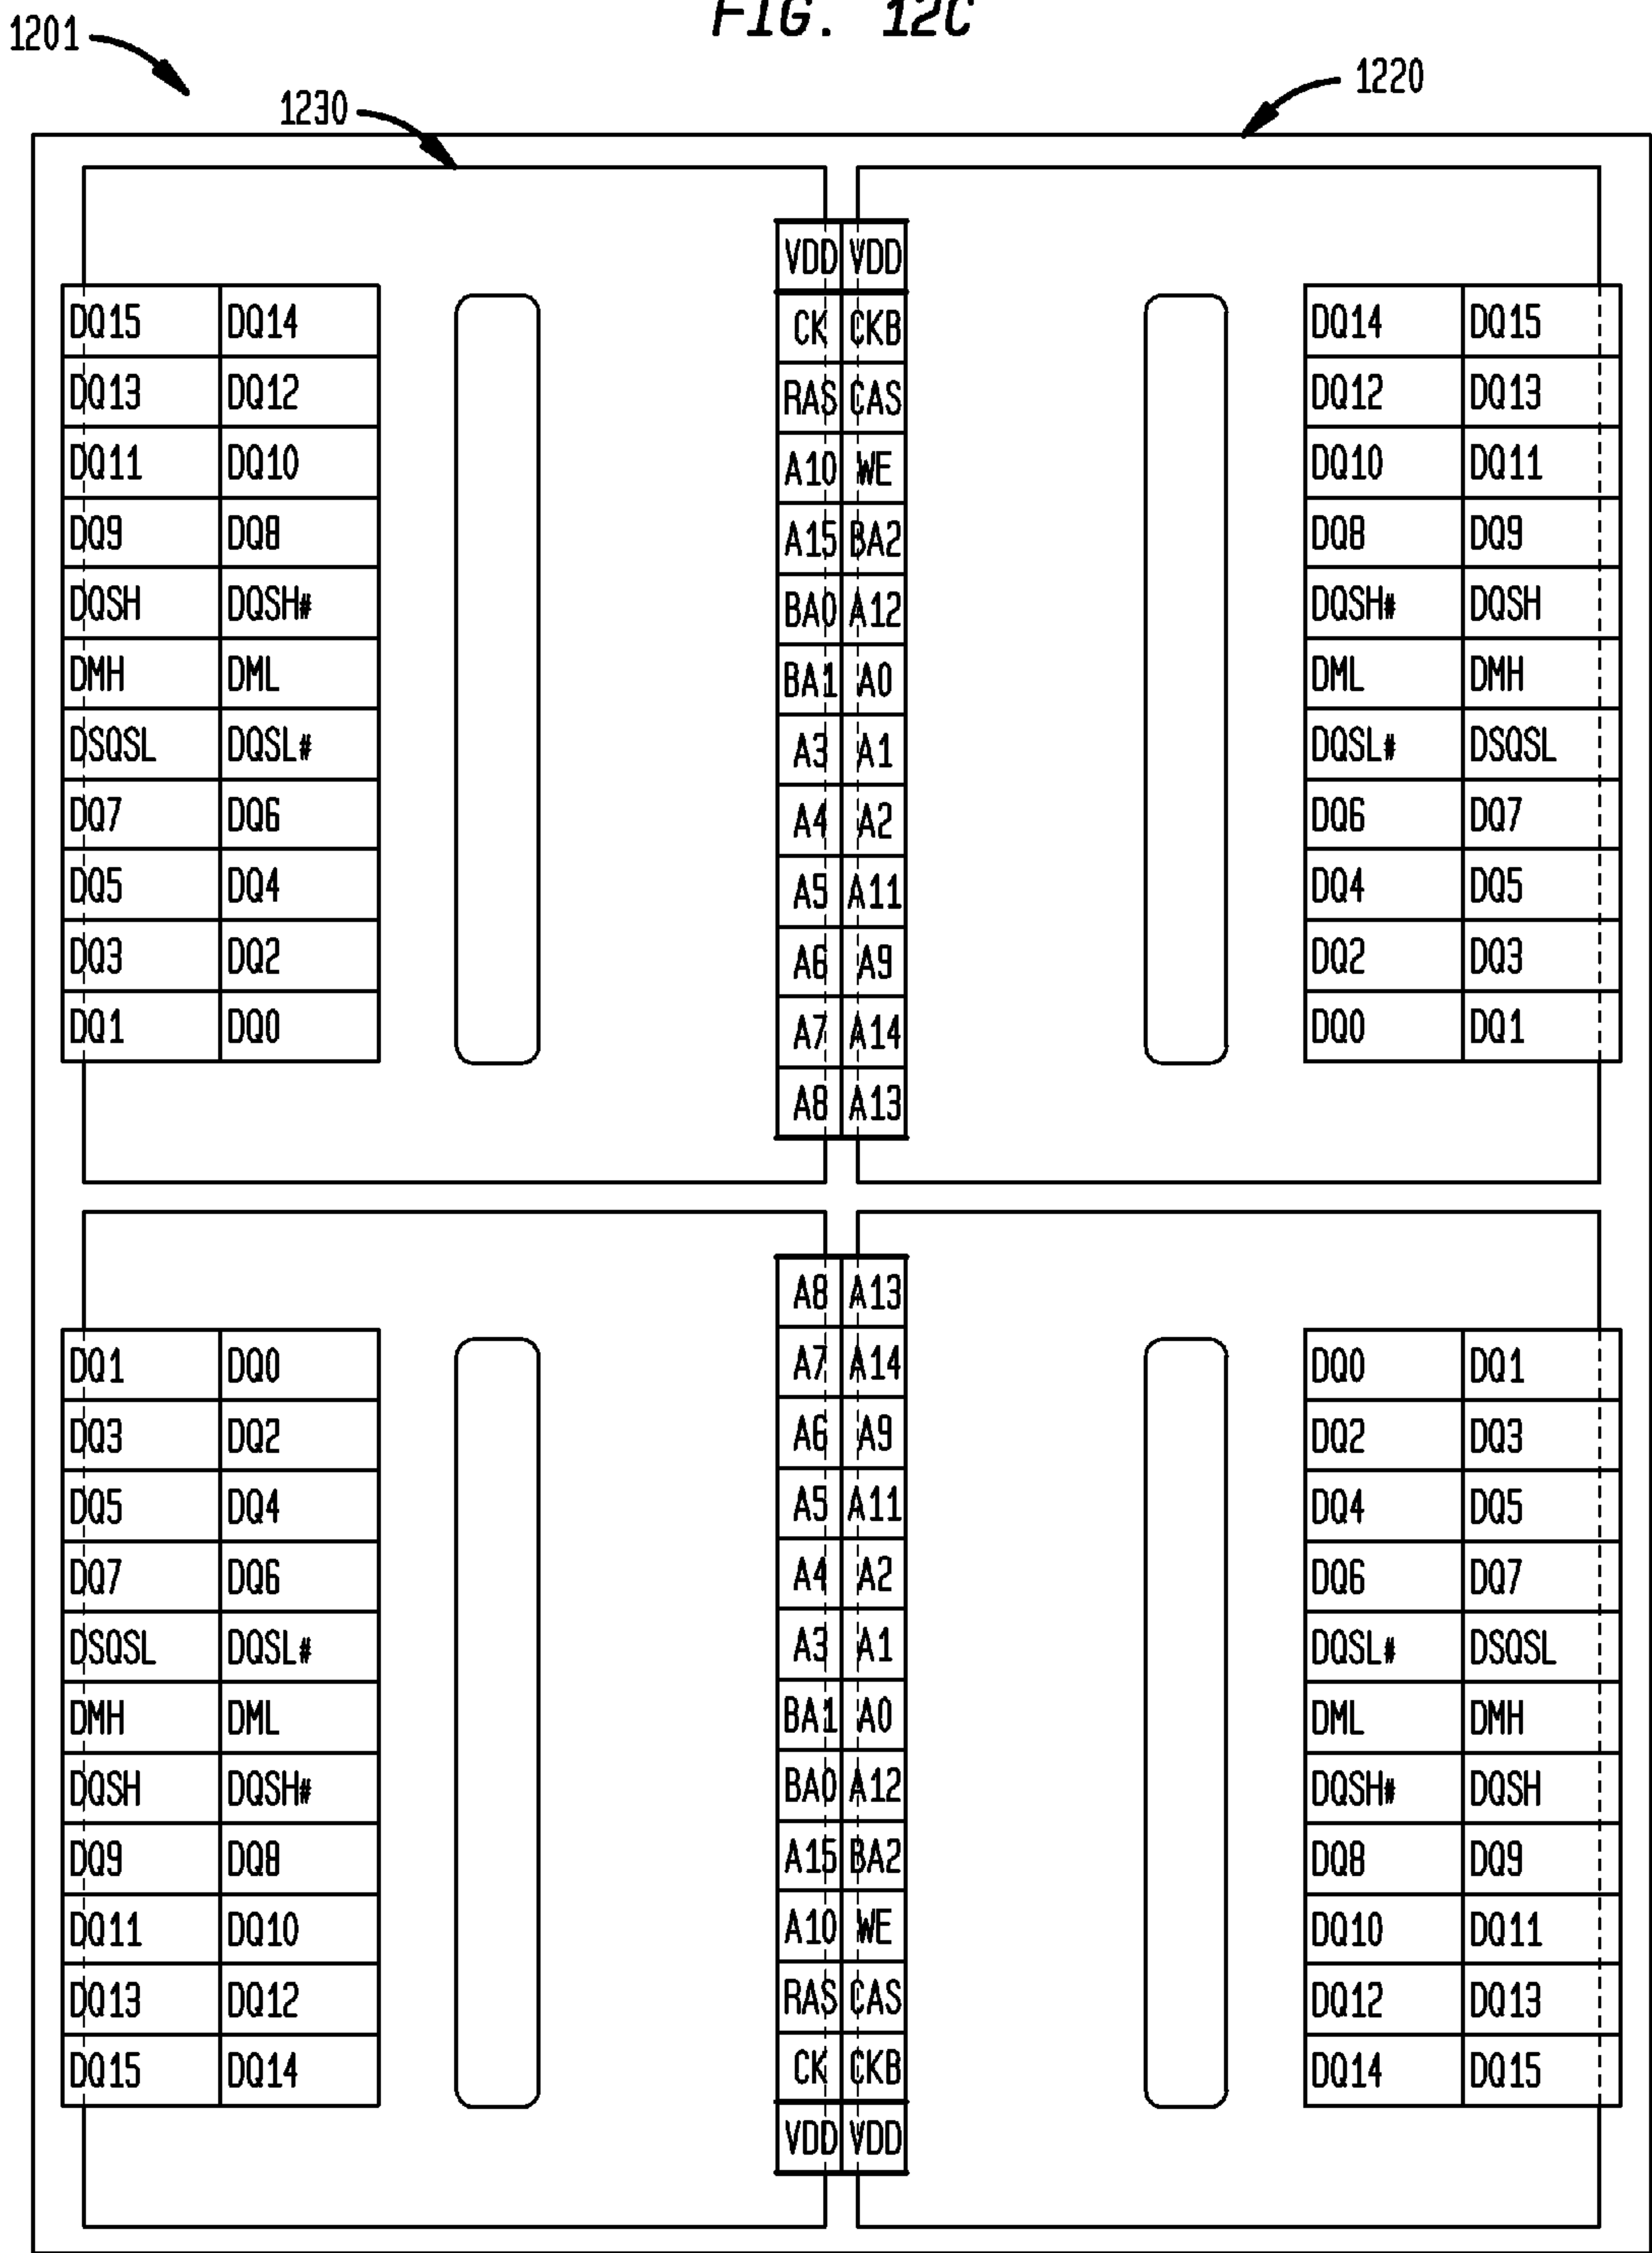 FIG. 12C
1201
1230
1220
VDD VDD
DQ15 DQ14 CK CKB DQ14 DQ15
DQ13 DQ12 RAS CAS DQ12 DQ13
DQ11 DQ10 A10 WE DQ10 DQ11
DQ9 DQ8 A15 BA2 DQ8 DQ9
DQSH DQSH# BA0 A12 DQSH# DQSH
DMH DML BA1 A0 DML DMH
DSQSL DQSL# A3 A1 DQSL# DSQSL
DQ7 DQ6 A4 A2 DQ6 DQ7
DQ5 DQ4 A5 A11 DQ4 DQ5
DQ3 DQ2 A6 A9 DQ2 DQ3
DQ1 DQ0 A7 A14 DQ0 DQ1
A8 A13
A8 A13
DQ1 DQ0 A7 A14 DQ0 DQ1
DQ3 DQ2 A6 A9 DQ2 DQ3
DQ5 DQ4 A5 A11 DQ4 DQ5
DQ7 DQ6 A4 A2 DQ6 DQ7
DSQSL DQSL# A3 A1 DQSL# DSQSL
DMH DML BA1 A0 DML DMH
DQSH DQSH# BA0 A12 DQSH# DQSH
DQ9 DQ8 A15 BA2 DQ8 DQ9
DQ11 DQ10 A10 WE DQ10 DQ11
DQ13 DQ12 RAS CAS DQ12 DQ13
DQ15 DQ14 CK CKB DQ14 DQ15
VDD VDD